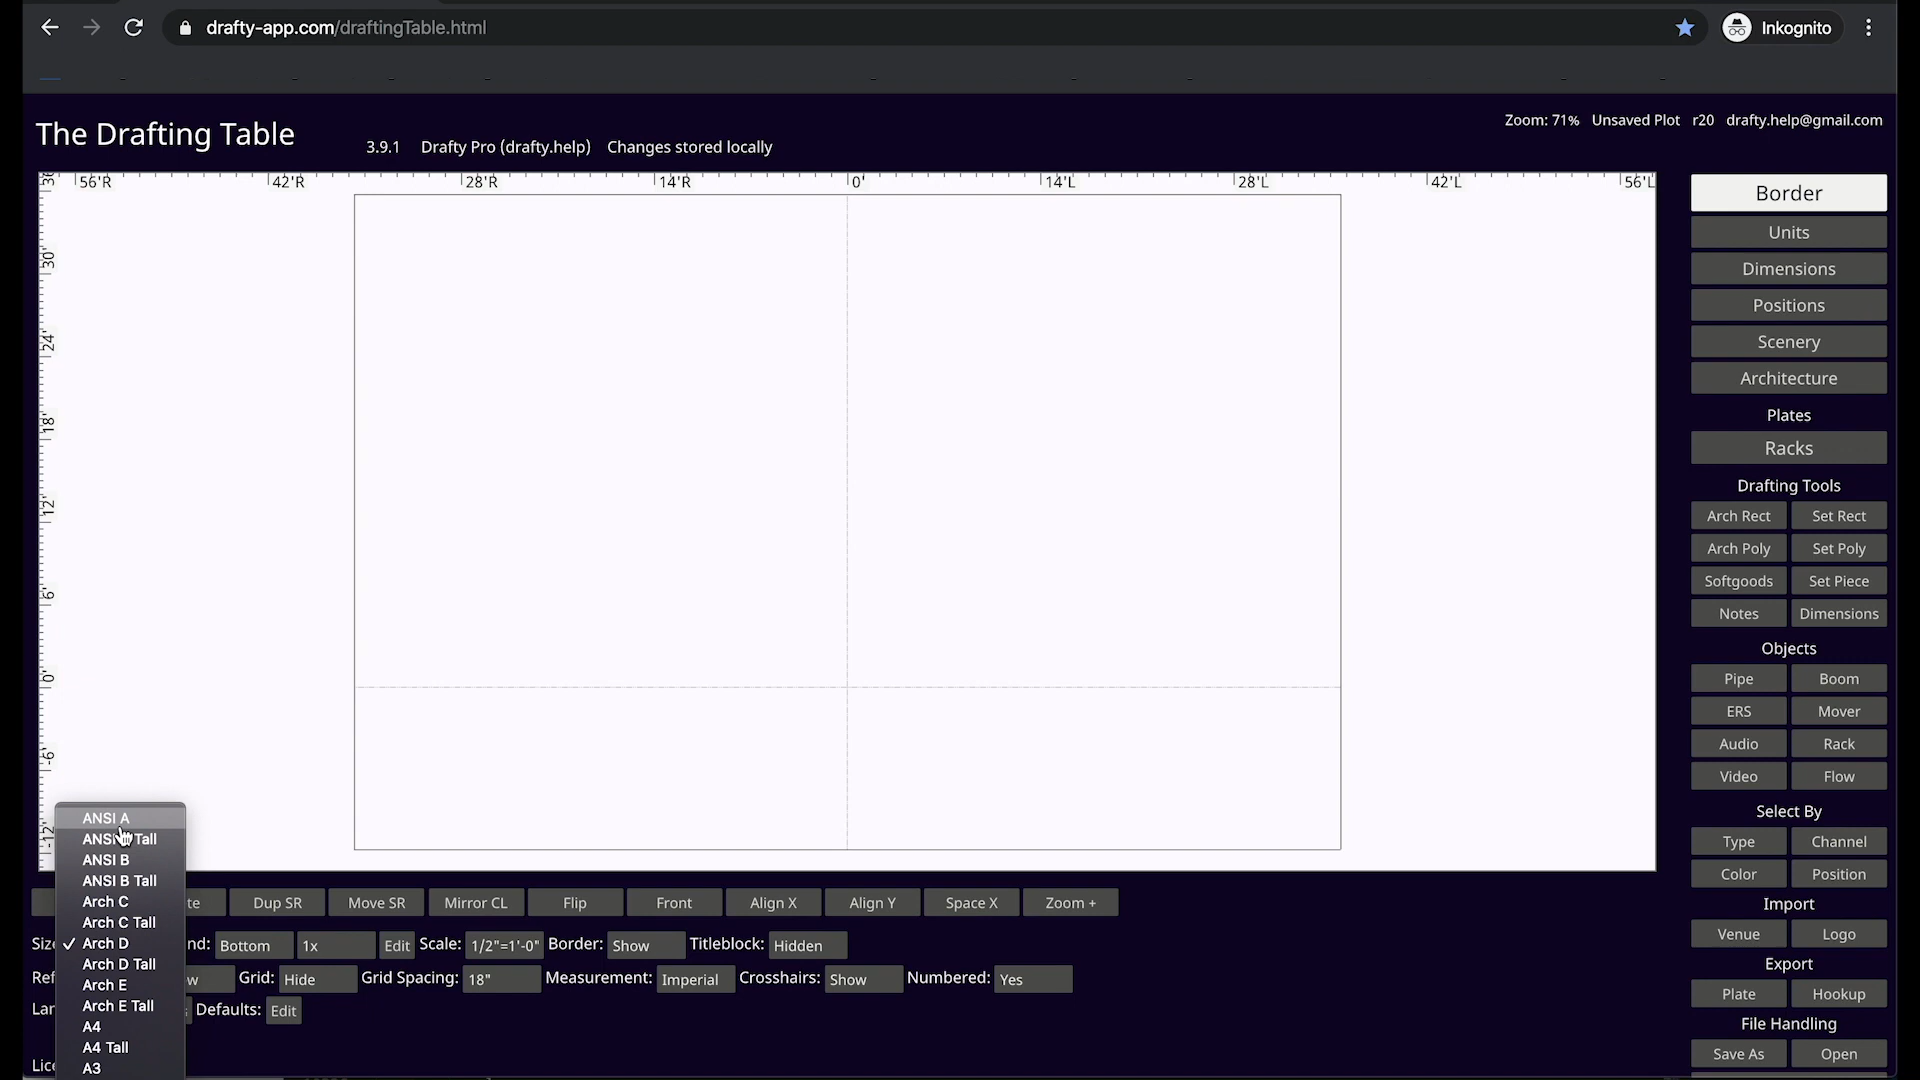 drafty-app.com/draftingTable.html
Inkognito
The Drafting Table
3.9.1 Drafty Pro (drafty.help) Changes stored locally
Zoom: 71% Unsaved Plot r20 drafty.help@gmail.com
56'R 42'R 28'R 14'R 0' 14'L 28'L 42'L 56'L
30'
24'
18'
12'
6'
0'
-6'
-12'
Border
Units
Dimensions
Positions
Scenery
Architecture
Plates
Racks
Drafting Tools
Arch Rect Set Rect
Arch Poly Set Poly
Softgoods Set Piece
Notes Dimensions
Objects
Pipe Boom
ERS Mover
Audio Rack
Video Flow
Select By
Type Channel
Color Position
Import
Venue Logo
Export
Plate Hookup
File Handling
Save As Open
ANSI A
Tall
ANSI B
ANSI B Tall
Arch C
Arch C Tall
✓ Arch D
Arch D Tall
Arch E
Arch E Tall
A4
A4 Tall
A3
te Dup SR Move SR Mirror CL Flip Front Align X Align Y Space X Zoom +
Siz nd: Bottom 1x Edit Scale: 1/2"=1'-0" Border: Show Titleblock: Hidden
Ref w Grid: Hide Grid Spacing: 18" Measurement: Imperial Crosshairs: Show Numbered: Yes
Lar Defaults: Edit
Lic